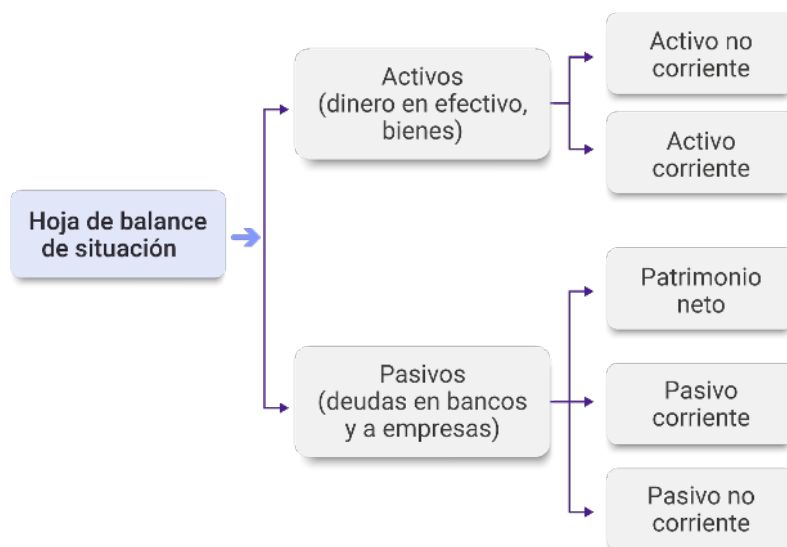 Hoja de balance
de situación
Activos
(dinero en efectivo,
bienes)
Activo no
corriente
Activo
corriente
Pasivos
(deudas en bancos
y a empresas)
Patrimonio
neto
Pasivo
corriente
Pasivo no
corriente